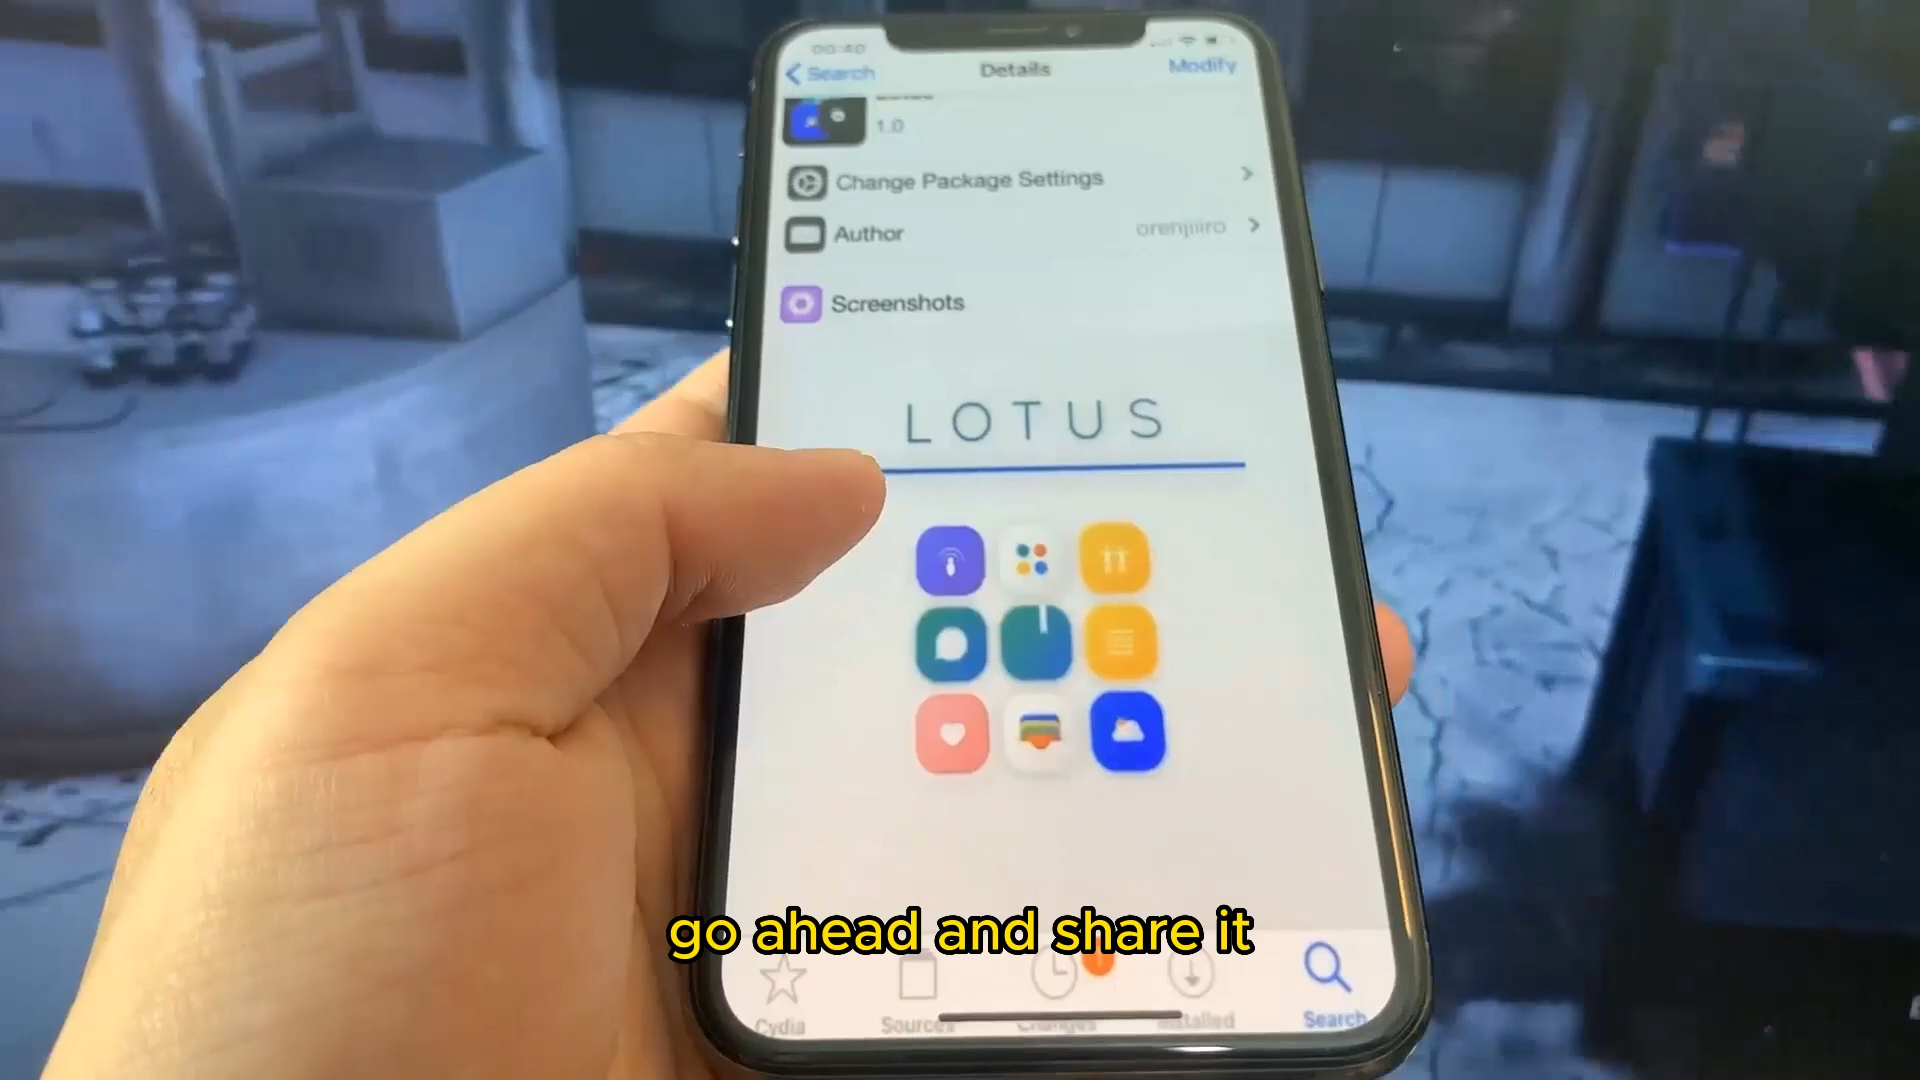 00:40
Search
Details
Modify
1.0
Change Package Settings
Author
orenjiiro
Screenshots
LOTUS
go ahead and share it
Cydia
Sources
Changes
Installed
Search